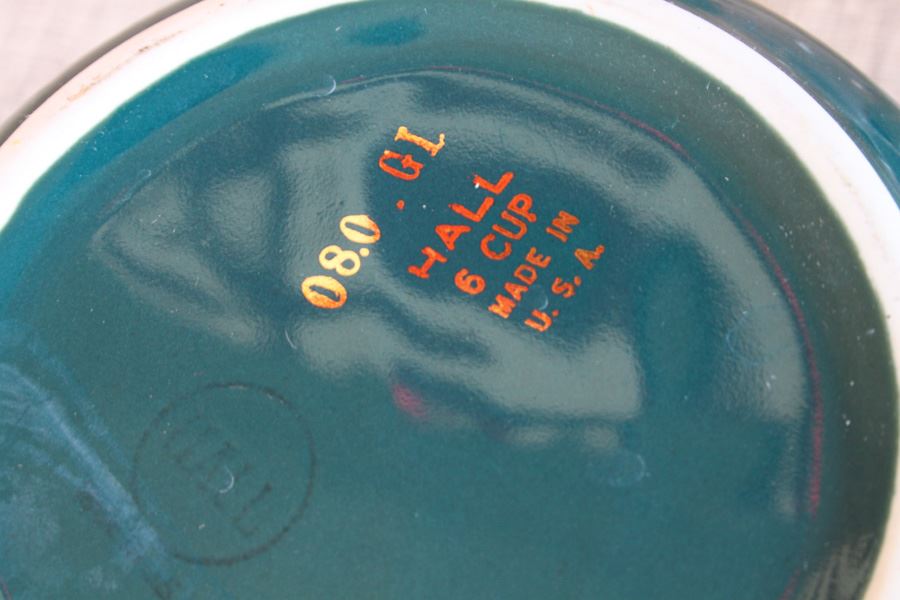 080. GL
HALL
6 CUP
MADE IN
U. S. A.
HALL